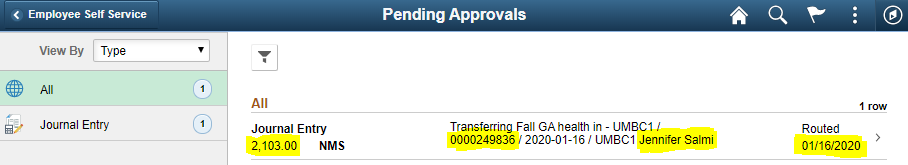 Employee Self Service
Pending Approvals
View By Type
All 1
Journal Entry 1
All
1 row
Journal Entry
2,103.00 NMS
Transferring Fall GA health in - UMBC1 /
0000249836 / 2020-01-16 / UMBC1 Jennifer Salmi
Routed
01/16/2020